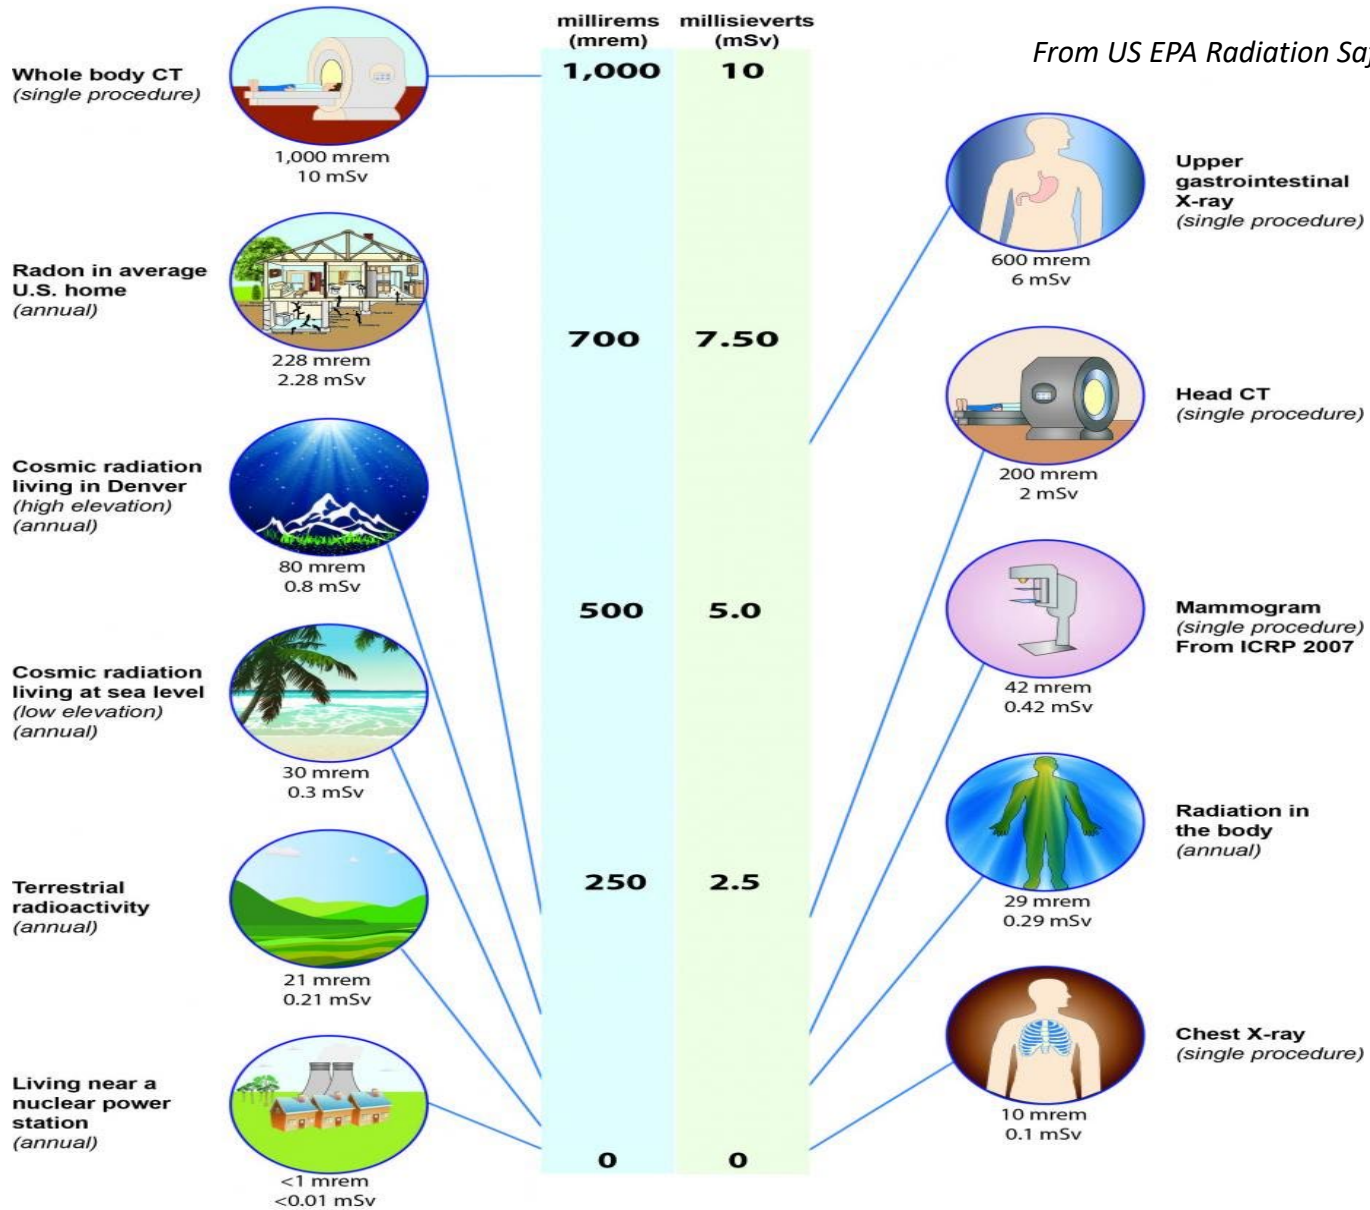 millirems
(mrem)
millisieverts
(mSv)
From US EPA Radiation
1,000
10
700
7.50
500
5.0
250
2.5
0
0
Whole body CT
(single procedure)
1,000 mrem
10 mSv
Radon in average
U.S. home
(annual)
228 mrem
2.28 mSv
Cosmic radiation
living in Denver
(high elevation)
(annual)
80 mrem
0.8 mSv
Cosmic radiation
living at sea level
(low elevation)
(annual)
30 mrem
0.3 mSv
Terrestrial
radioactivity
(annual)
21 mrem
0.21 mSv
Living near a
nuclear power
station
(annual)
<1 mrem
<0.01 mSv
Upper
gastrointestinal
X-ray
(single procedure)
600 mrem
6 mSv
Head CT
(single procedure)
200 mrem
2 mSv
Mammogram
(single procedure)
From ICRP 2007
42 mrem
0.42 mSv
Radiation in
the body
(annual)
29 mrem
0.29 mSv
Chest X-ray
(single procedure)
10 mrem
0.1 mSv